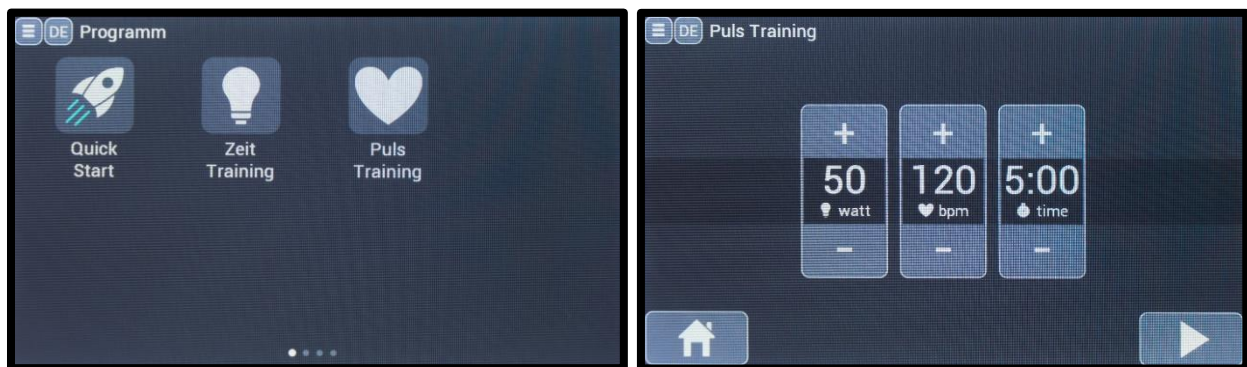 DE Programm
Quick
Start
Zeit
Training
Puls
Training
DE Puls Training
+ + +
50 120 5:00
watt bpm time
- - -